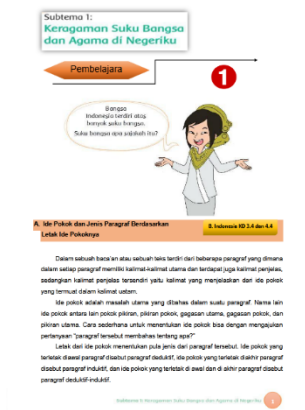 Subtema 1:
Keragaman Suku Bangsa
dan Agama di Negeriku
Pembelajara
1
Bangsa
Indonesia terdiri atas
banyak suku bangsa.
Suku bangsa apa sajakah itu?
A. Ide Pokok dan Jenis Paragraf Berdasarkan
Letak Ide Pokoknya
B. Indonesia KD 3.4 dan 4.4
Dalam sebuah baca'an atau sebuah teks terdiri dari beberapa paragraf yang dimana
dalam setiap paragraf memiliki kalimat-kalimat utama dan terdapat juga kalimat penjelas,
sedangkan kalimat penjelas tersendiri yaitu kalimat yang menjelaskan dari ide pokok
yang termuat dalam kalimat uatam.
Ide pokok adalah masalah utama yang dibahas dalam suatu paragraf. Nama lain
ide pokok antara lain pokok pikiran, pikiran pokok, gagasan utama, gagasan pokok, dan
pikiran utama. Cara sederhana untuk menentukan ide pokok bisa dengan mengajukan
pertanyaan "paragraf tersebut membahas tentang apa?"
Letak dari ide pokok menentukan pula jenis dari paragraf tersebut. Ide pokok yang
terletak diawal paragraf disebut paragraf deduktif, ide pokok yang terletak diakhir paragraf
disebut paragraf induktif, dan ide pokok yang terletak di awal dan di akhir paragraf disebut
paragraf deduktif-induktif.
Subtema 1: Keragaman Suku Bangsa dan Agama di Negeriku